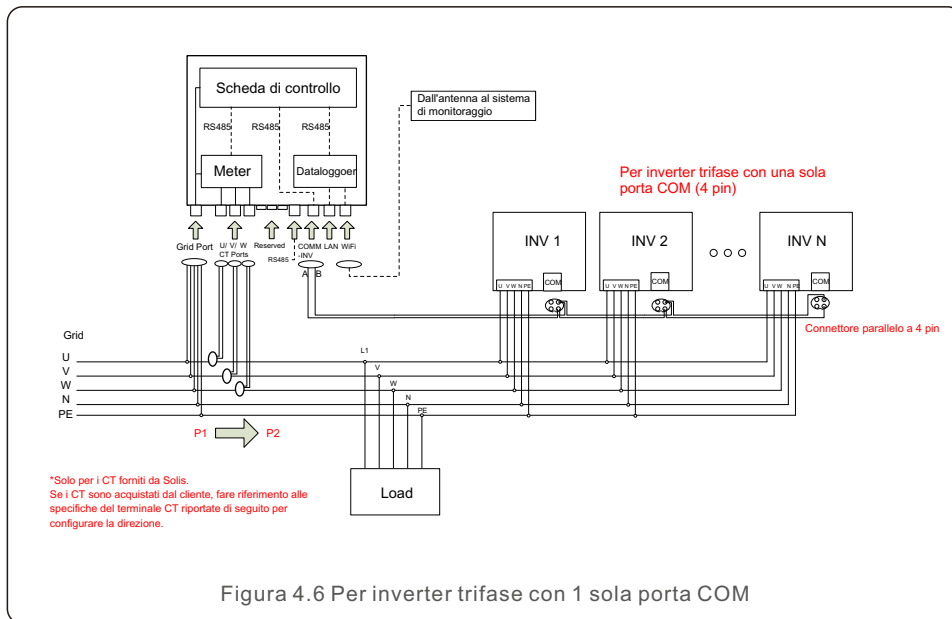 Scheda di controllo
RS485
RS485
RS485
Meter
Dataloggoer
Dall'antenna al sistema
di monitoraggio
Grid Port
U/ V/ W
CT Ports
Reserved
RS485
COMM
-INV
LAN
WiFi
A B
Per inverter trifase con una sola
porta COM (4 pin)
INV 1
INV 2
INV N
U V W N PE
COM
U V W N PE
COM
U V W N PE
COM
Connettore parallelo a 4 pin
Grid
U
V
W
N
PE
L1
V
W
N
PE
P1
P2
Load
*Solo per i CT forniti da Solis.
Se i CT sono acquistati dal cliente, fare riferimento alle
specifiche del terminale CT riportate di seguito per
configurare la direzione.
Figura 4.6 Per inverter trifase con 1 sola porta COM